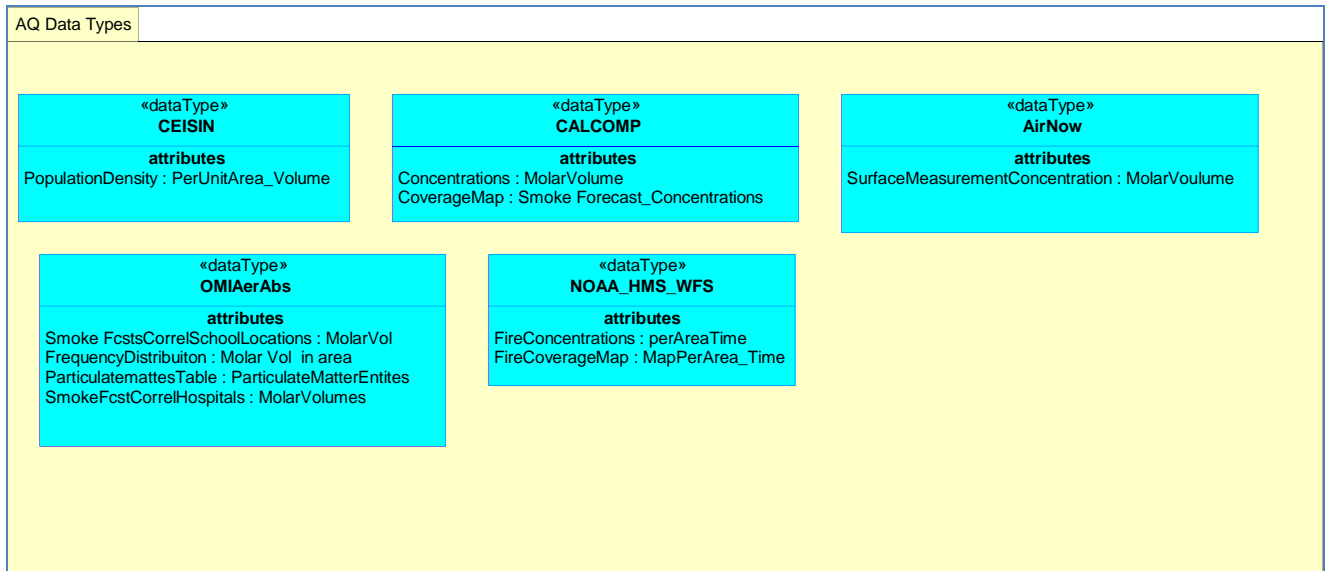 AQ Data Types
«dataType»
CEISIN
attributes
PopulationDensity : PerUnitArea_Volume
«dataType»
CALCOMP
attributes
Concentrations : MolarVolume
CoverageMap : Smoke Forecast_Concentrations
«dataType»
AirNow
attributes
SurfaceMeasurementConcentration : MolarVoulume
«dataType»
OMIAerAbs
attributes
Smoke FcstsCorrelSchoolLocations : MolarVol
FrequencyDistribuiton : Molar Vol  in area
ParticulatemattesTable : ParticulateMatterEntites
SmokeFcstCorrelHospitals : MolarVolumes
«dataType»
NOAA_HMS_WFS
attributes
FireConcentrations : perAreaTime
FireCoverageMap : MapPerArea_Time